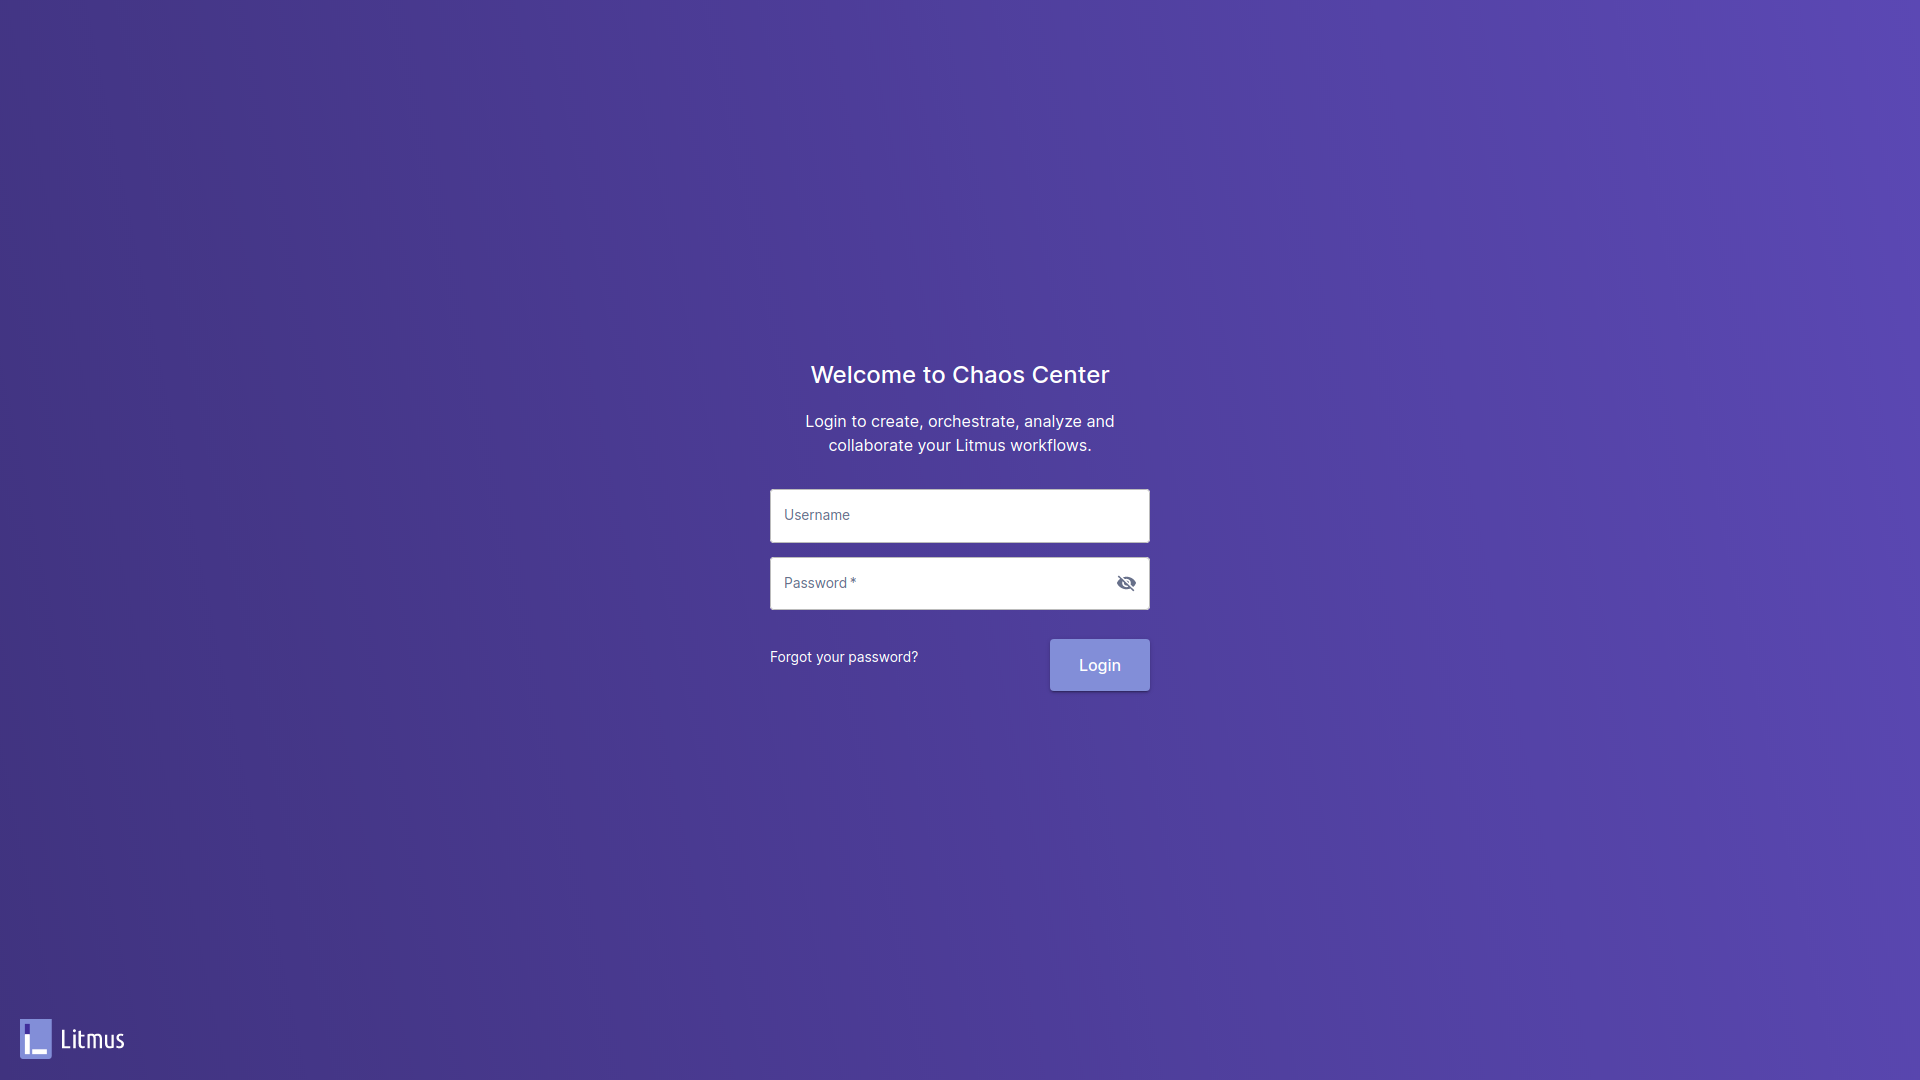 Welcome to Chaos Center
Login to create, orchestrate, analyze and
collaborate your Litmus workflows.
Username
Password *
Forgot your password?
Login
Litmus